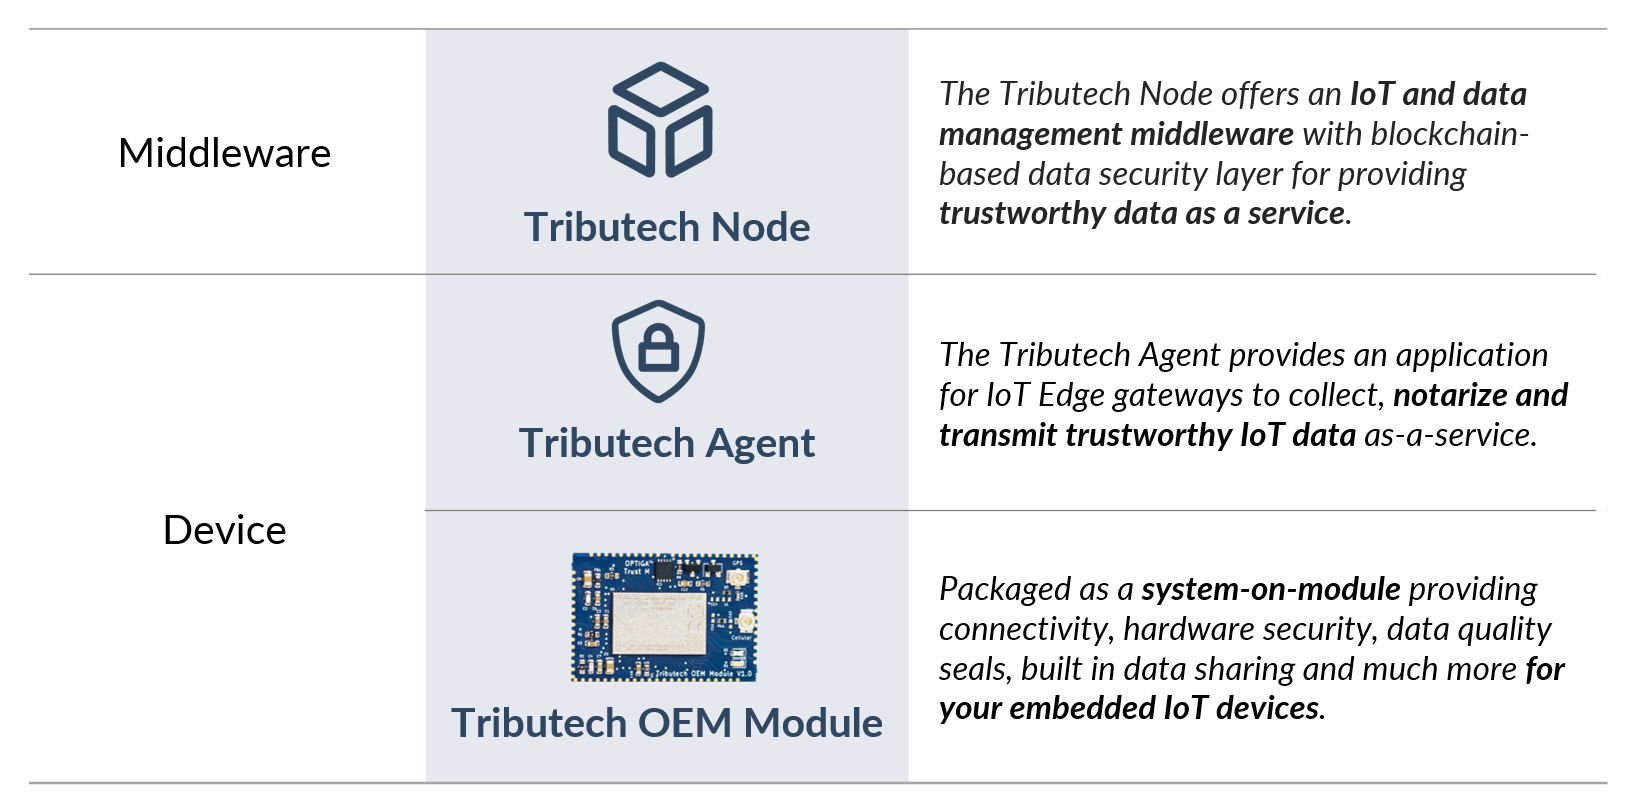 Middleware
Tributech Node
The Tributech Node offers an IoT and data
management middleware with blockchain-
based data security layer for providing
trustworthy data as a service.
Device
Tributech Agent
The Tributech Agent provides an application
for IoT Edge gateways to collect, notarize and
transmit trustworthy IoT data as-a-service.
OPTIGA™
Trust M
GPS
Cellular
Tributech OEM Module V1.0
Tributech OEM Module
Packaged as a system-on-module providing
connectivity, hardware security, data quality
seals, built in data sharing and much more for
your embedded IoT devices.